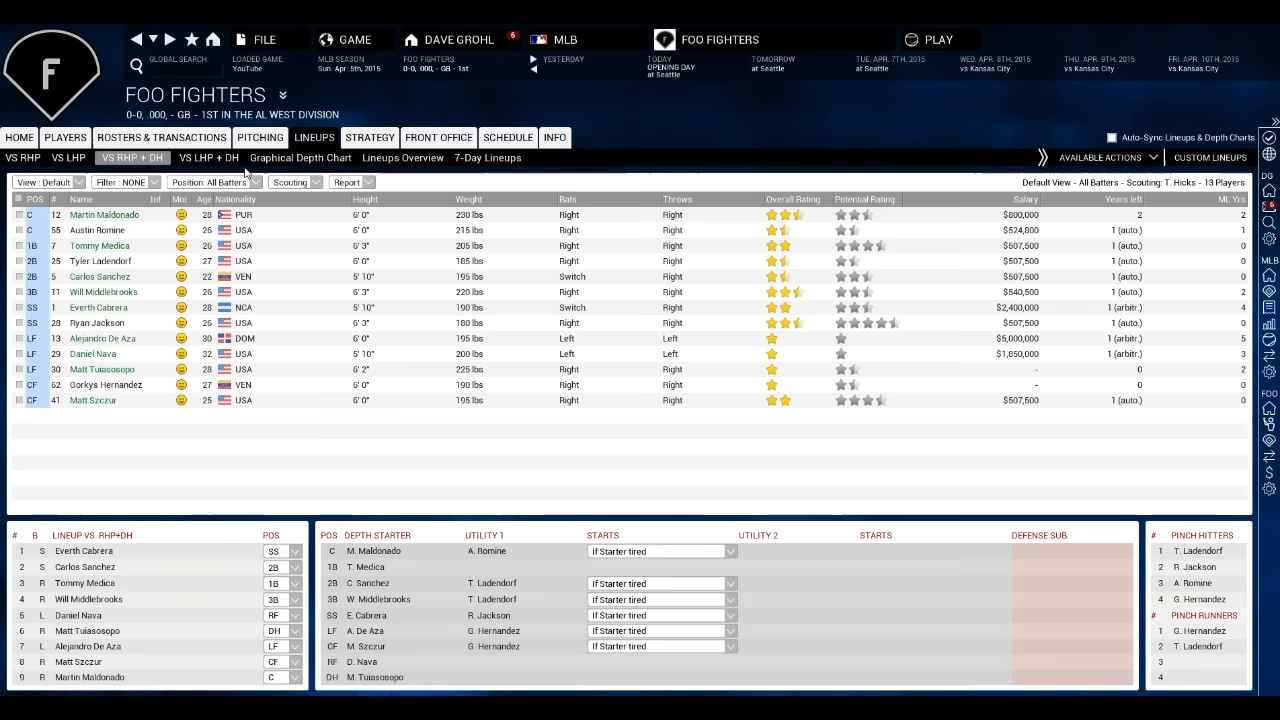 F
FILE GAME DAVE GROHL 6 MLB FOO FIGHTERS PLAY
GLOBAL SEARCH: LOADED GAME: YouTube MLB SEASON Sun. Apr. 5th, 2015 FOO FIGHTERS 0-0, .000, - GB - 1st YESTERDAY TODAY OPENING DAY at Seattle TOMORROW at Seattle TUE. APR. 7TH, 2015 at Seattle WED. APR. 8TH, 2015 vs Kansas City THU. APR. 9TH, 2015 vs Kansas City FRI. APR. 10TH, 2015 vs Kansas City
FOO FIGHTERS
0-0, .000, - GB - 1ST IN THE AL WEST DIVISION
HOME PLAYERS ROSTERS & TRANSACTIONS PITCHING LINEUPS STRATEGY FRONT OFFICE SCHEDULE INFO Auto-Sync Lineups & Depth Charts
VS RHP VS LHP VS RHP + DH VS LHP + DH Graphical Depth Chart Lineups Overview 7-Day Lineups AVAILABLE ACTIONS CUSTOM LINEUPS
View : Default Filter : NONE Position: All Batters Scouting Report Default View - All Batters - Scouting: T. Hicks - 13 Players
POS # Name Inf Mor Age Nationality Height Weight Bats Throws Overall Rating Potential Rating Salary Years left ML Yrs
C 12 Martin Maldonado 28 PUR 6' 0" 230 lbs Right Right $800,000 2 2
C 55 Austin Romine 26 USA 6' 0" 215 lbs Right Right $524,800 1 (auto.) 1
1B 7 Tommy Medica 26 USA 6' 3" 205 lbs Right Right $507,500 1 (auto.) 0
2B 25 Tyler Ladendorf 27 USA 6' 0" 185 lbs Right Right $507,500 1 (auto.) 0
2B 5 Carlos Sanchez 22 VEN 5' 10" 195 lbs Switch Right $507,500 1 (auto.) 0
3B 11 Will Middlebrooks 26 USA 6' 3" 220 lbs Right Right $540,500 1 (auto.) 2
SS 1 Everth Cabrera 28 NCA 5' 10" 190 lbs Switch Right $2,400,000 1 (arbitr.) 4
SS 28 Ryan Jackson 26 USA 6' 3" 180 lbs Right Right $507,500 1 (auto.) 0
LF 13 Alejandro De Aza 30 DOM 6' 0" 195 lbs Left Left $5,000,000 1 (arbitr.) 5
LF 29 Daniel Nava 32 USA 5' 10" 200 lbs Left Left $1,850,000 1 (arbitr.) 3
LF 30 Matt Tuiasosopo 28 USA 6' 2" 225 lbs Right Right - 0 2
CF 62 Gorkys Hernandez 27 VEN 6' 0" 190 lbs Right Right - 0 0
CF 41 Matt Szczur 25 USA 6' 0" 195 lbs Right Right $507,500 1 (auto.) 0
DG
MLB
FOO
# B LINEUP VS. RHP+DH POS
1 S Everth Cabrera SS
2 S Carlos Sanchez 2B
3 R Tommy Medica 1B
4 R Will Middlebrooks 3B
5 L Daniel Nava RF
6 R Matt Tuiasosopo DH
7 L Alejandro De Aza LF
8 R Matt Szczur CF
9 R Martin Maldonado C
POS DEPTH STARTER UTILITY 1 STARTS UTILITY 2 STARTS DEFENSE SUB
C M. Maldonado A. Romine If Starter tired
1B T. Medica
2B C. Sanchez T. Ladendorf If Starter tired
3B W. Middlebrooks T. Ladendorf If Starter tired
SS E. Cabrera R. Jackson If Starter tired
LF A. De Aza G. Hernandez If Starter tired
CF M. Szczur G. Hernandez If Starter tired
RF D. Nava
DH M. Tuiasosopo
# PINCH HITTERS
1 T. Ladendorf
2 R. Jackson
3 A. Romine
4 G. Hernandez
# PINCH RUNNERS
1 G. Hernandez
2 T. Ladendorf
3
4